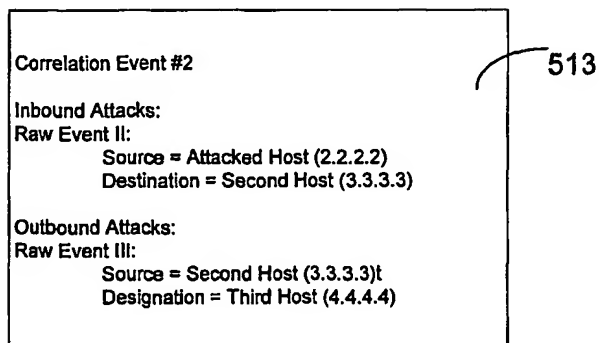 Correlation Event #2
513
Inbound Attacks:
Raw Event II:
Source = Attacked Host (2.2.2.2)
Destination = Second Host (3.3.3.3)
Outbound Attacks:
Raw Event III:
Source = Second Host (3.3.3.3)t
Designation = Third Host (4.4.4.4)